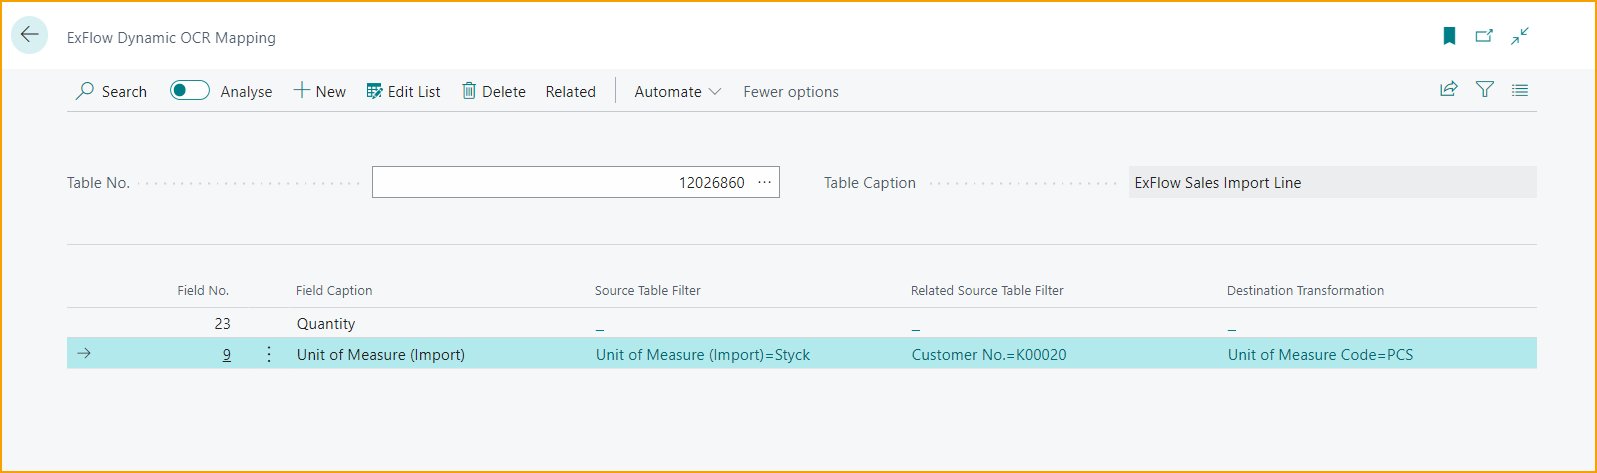 ExFlow Dynamic OCR Mapping
Search Analyse New Edit List Delete Related Automate Fewer options
Table No. 12026860 ··· Table Caption ExFlow Sales Import Line
Field No. Field Caption Source Table Filter Related Source Table Filter Destination Transformation
23 Quantity _ _ _
9 Unit of Measure (Import) Unit of Measure (Import)=Styck Customer No.=K00020 Unit of Measure Code=PCS